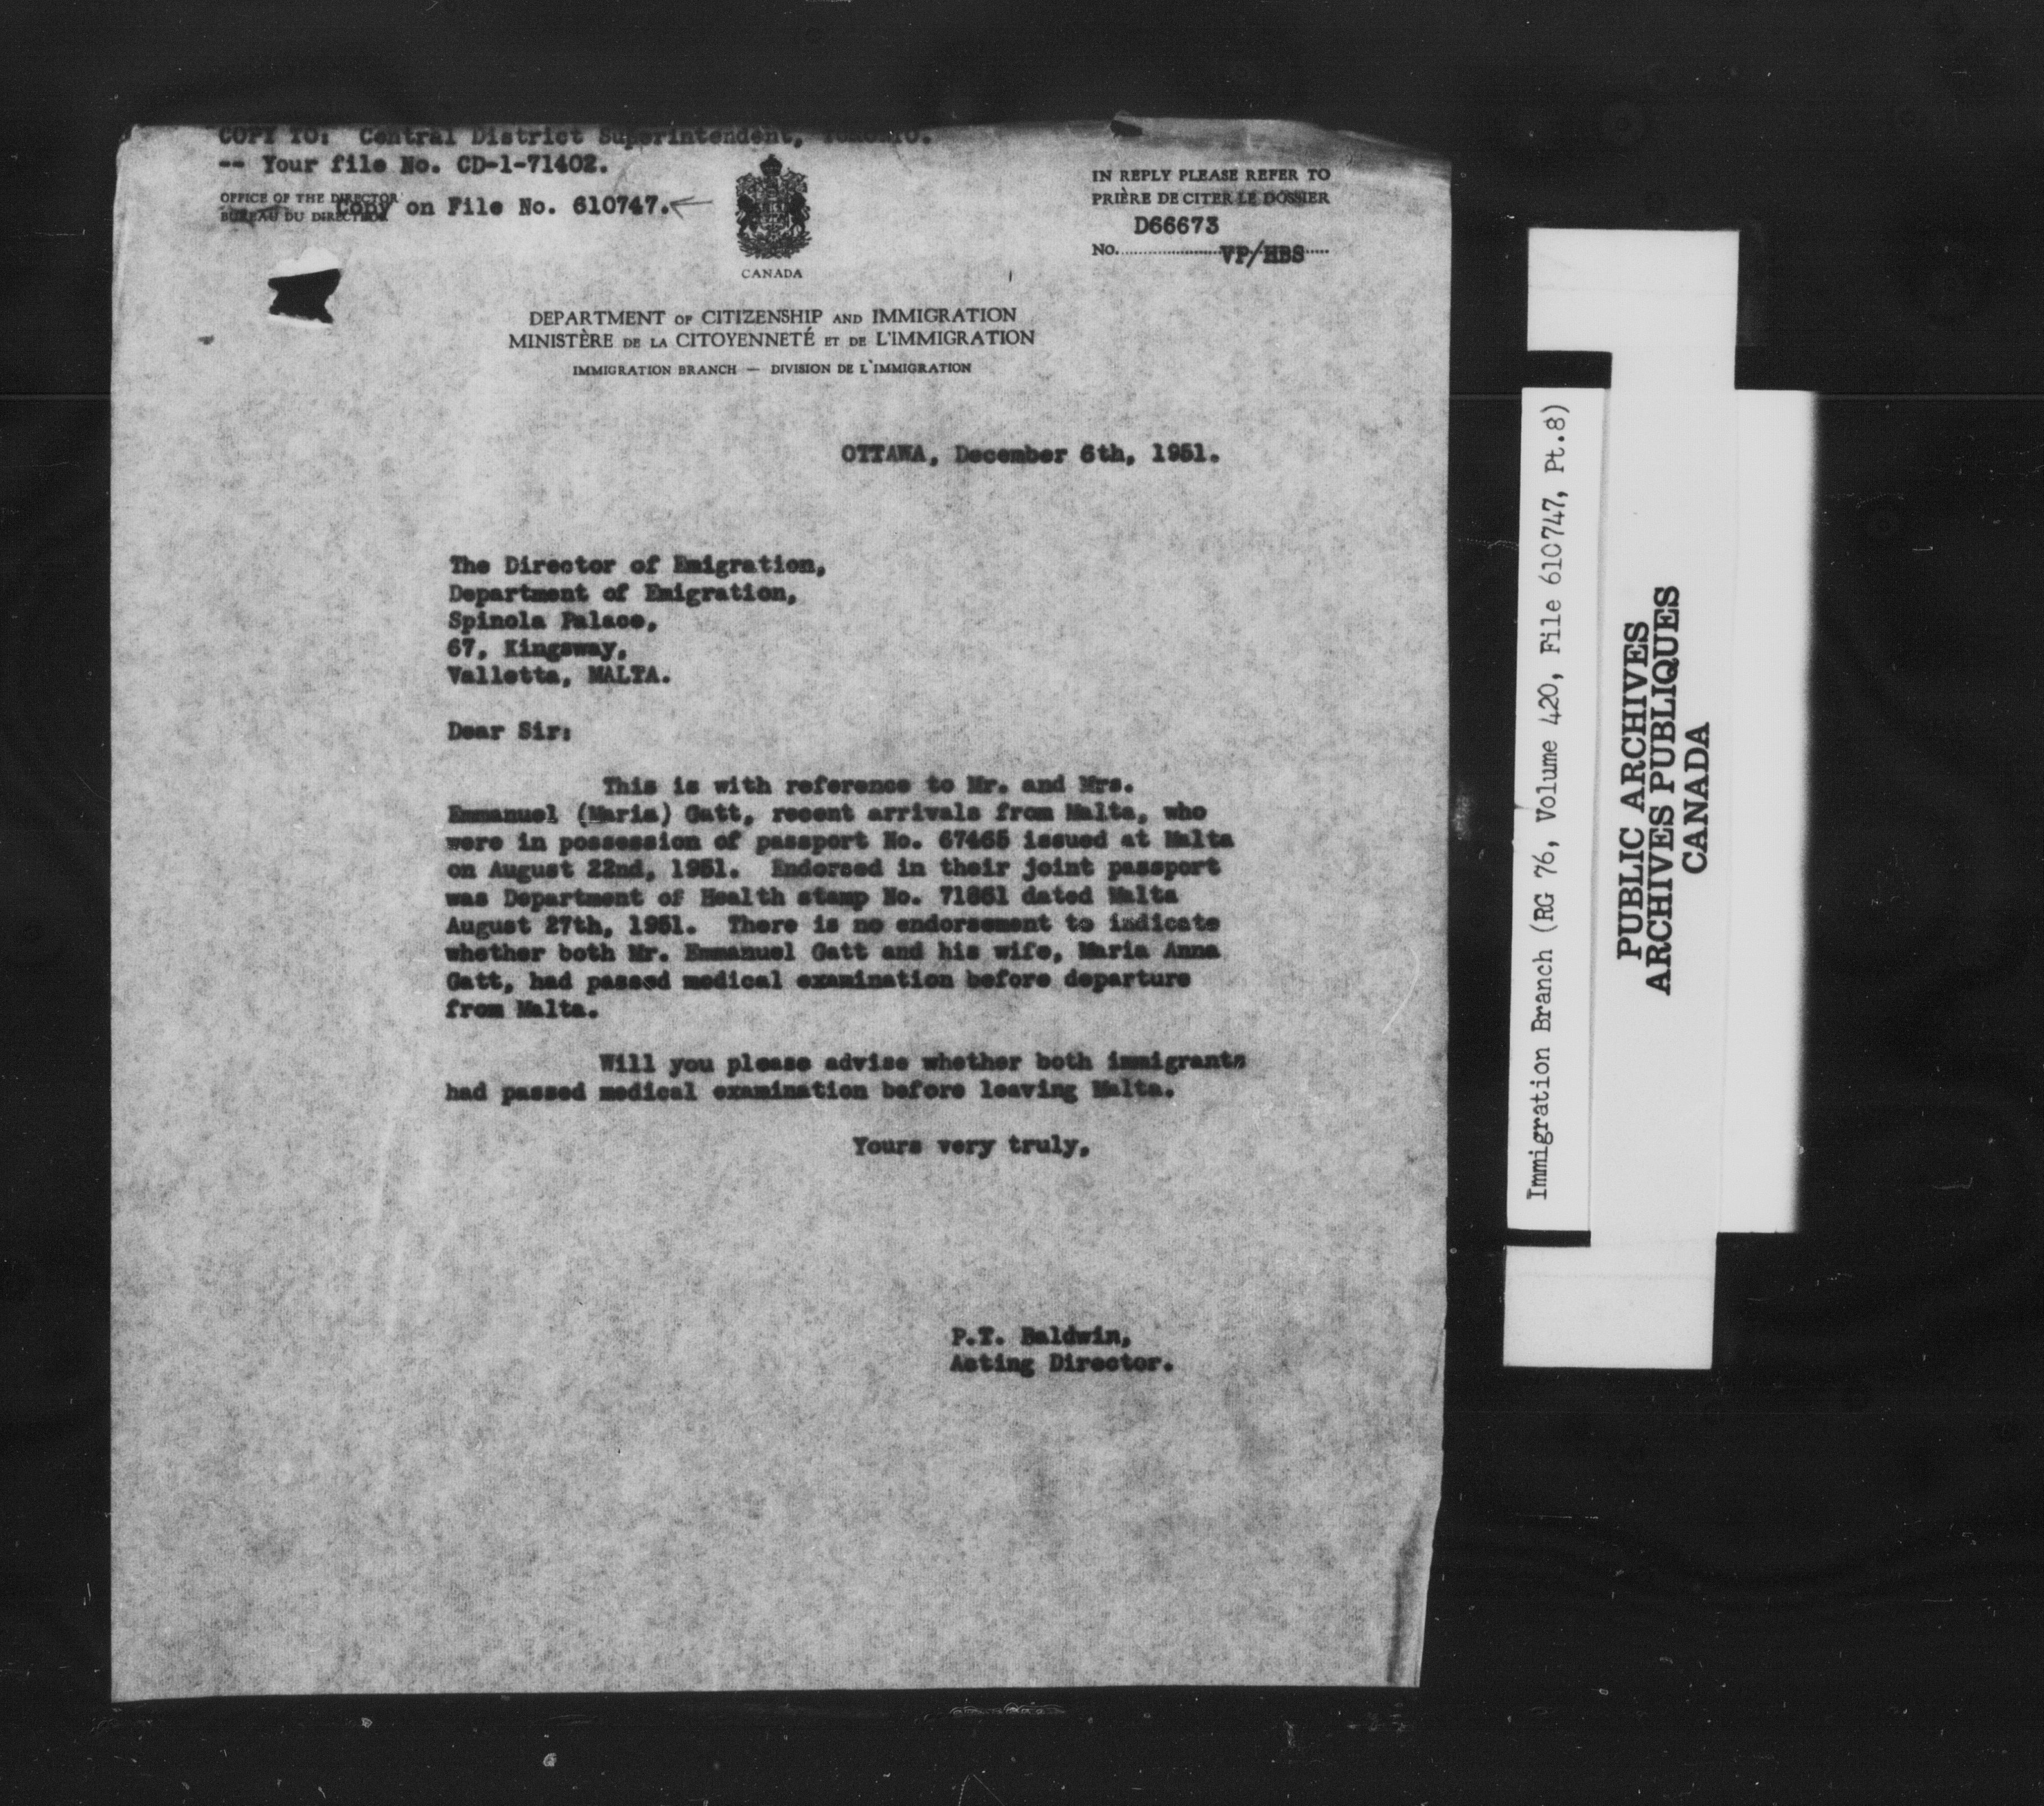 COPY TO: Central District Superintendent, TORONTO.
-- Your file No. CD-1-71402.
OFFICE OF THE DIRECTOR
BUREAU DU DIRECTEUR
Copy on File No. 610747.
CANADA
IN REPLY PLEASE REFER TO
PRIÈRE DE CITER LE DOSSIER
D66673
No. VP/HBS
DEPARTMENT OF CITIZENSHIP AND IMMIGRATION
MINISTÈRE DE LA CITOYENNETÉ ET DE L'IMMIGRATION
IMMIGRATION BRANCH — DIVISION DE L'IMMIGRATION
OTTAWA, December 6th, 1951.
The Director of Emigration,
Department of Emigration,
Spinola Palace,
67, Kingsway,
Valletta, MALTA.
Dear Sir:
This is with reference to Mr. and Mrs.
Emmanuel (Maria) Gatt, recent arrivals from Malta, who
were in possession of passport No. 67465 issued at Malta
on August 22nd, 1951. Endorsed in their joint passport
was Department of Health stamp No. 71861 dated Malta
August 27th, 1951. There is no endorsement to indicate
whether both Mr. Emmanuel Gatt and his wife, Maria Anna
Gatt, had passed medical examination before departure
from Malta.
Will you please advise whether both immigrants
had passed medical examination before leaving Malta.
Yours very truly,
P.T. Baldwin,
Acting Director.
Immigration Branch (RG 76, Volume 420, File 610747, Pt.8)
PUBLIC ARCHIVES
ARCHIVES PUBLIQUES
CANADA